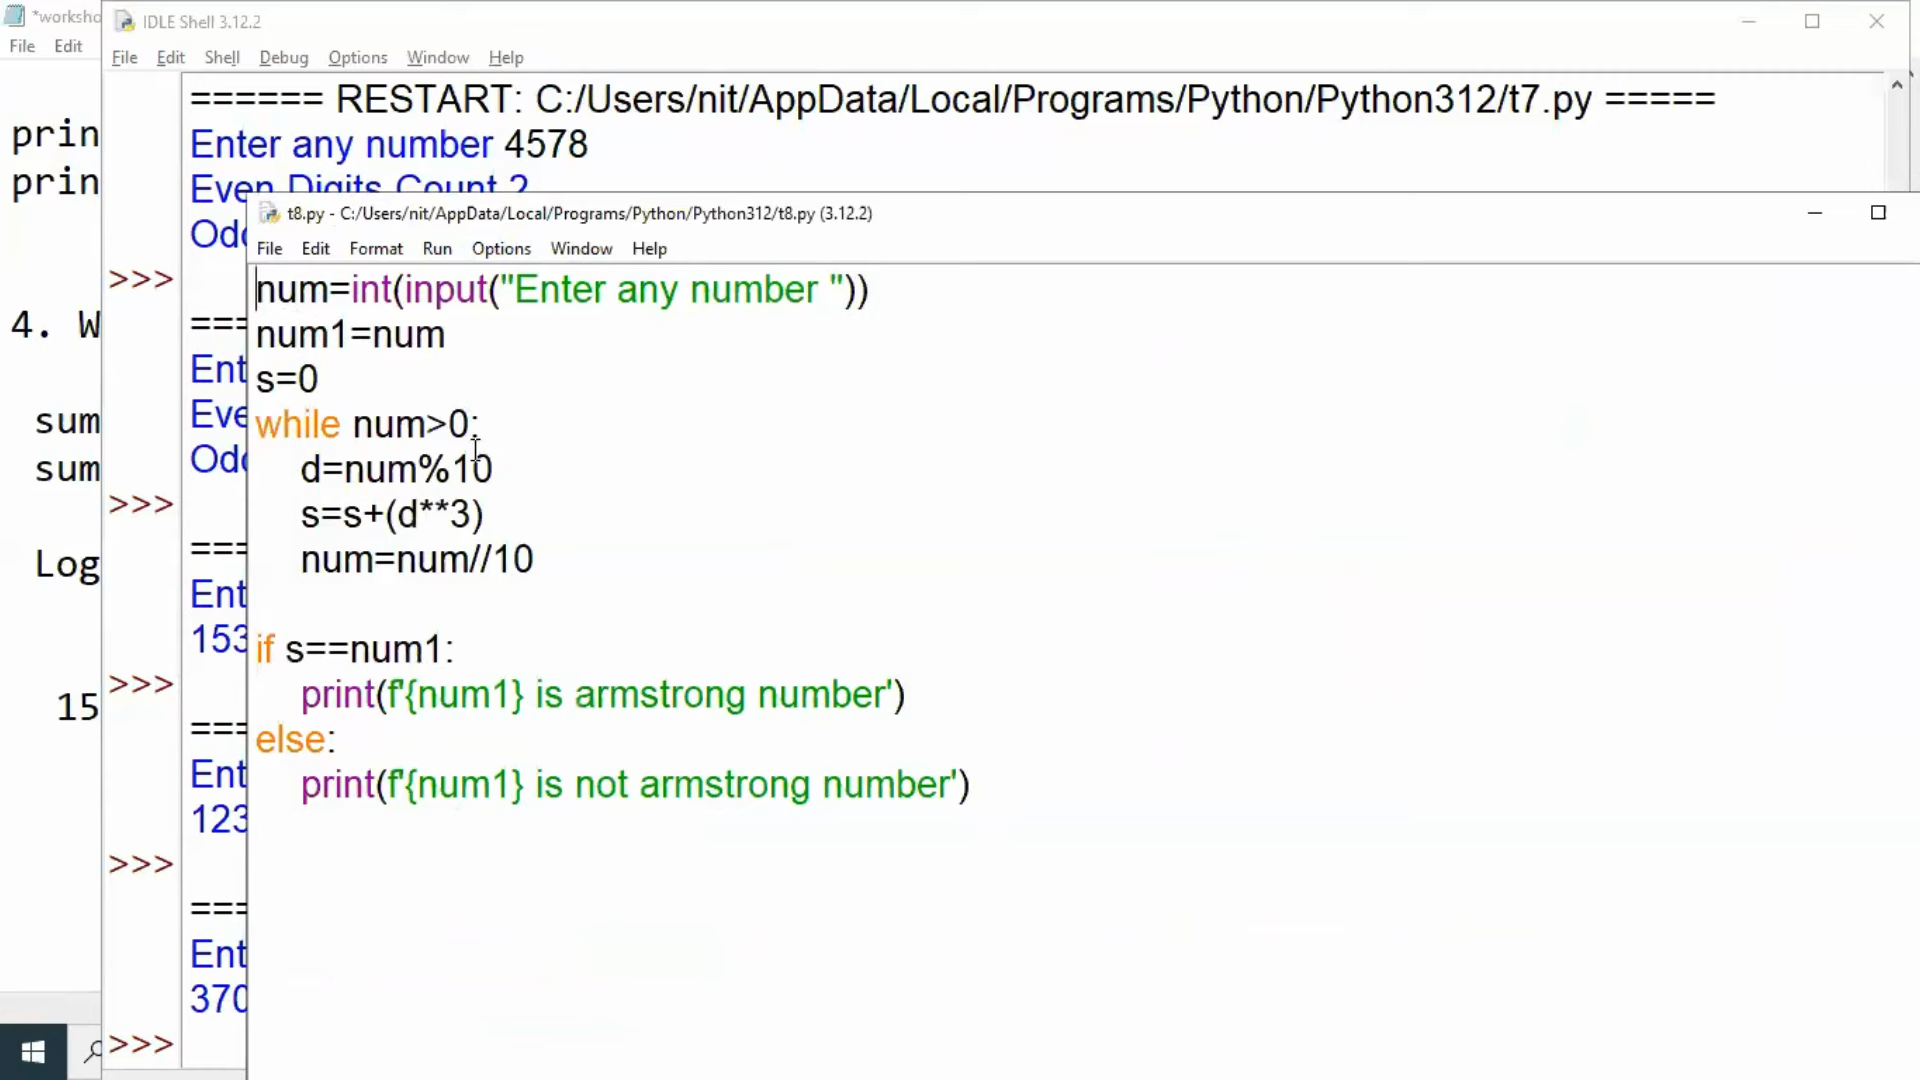 *worksho
File Edit
prin
prin
4. W
sum
sum
Log
15
IDLE Shell 3.12.2
File Edit Shell Debug Options Window Help
====== RESTART: C:/Users/nit/AppData/Local/Programs/Python/Python312/t7.py =====
Enter any number 4578
Even Digits Count 2
Odd
>>>
===
Ent
Eve
Odd
>>>
===
Ent
153
>>>
===
Ent
123
>>>
===
Ent
370
>>>
t8.py - C:/Users/nit/AppData/Local/Programs/Python/Python312/t8.py (3.12.2)
File Edit Format Run Options Window Help
num=int(input("Enter any number "))
num1=num
s=0
while num>0:
    d=num%10
    s=s+(d**3)
    num=num//10
if s==num1:
    print(f'{num1} is armstrong number')
else:
    print(f'{num1} is not armstrong number')